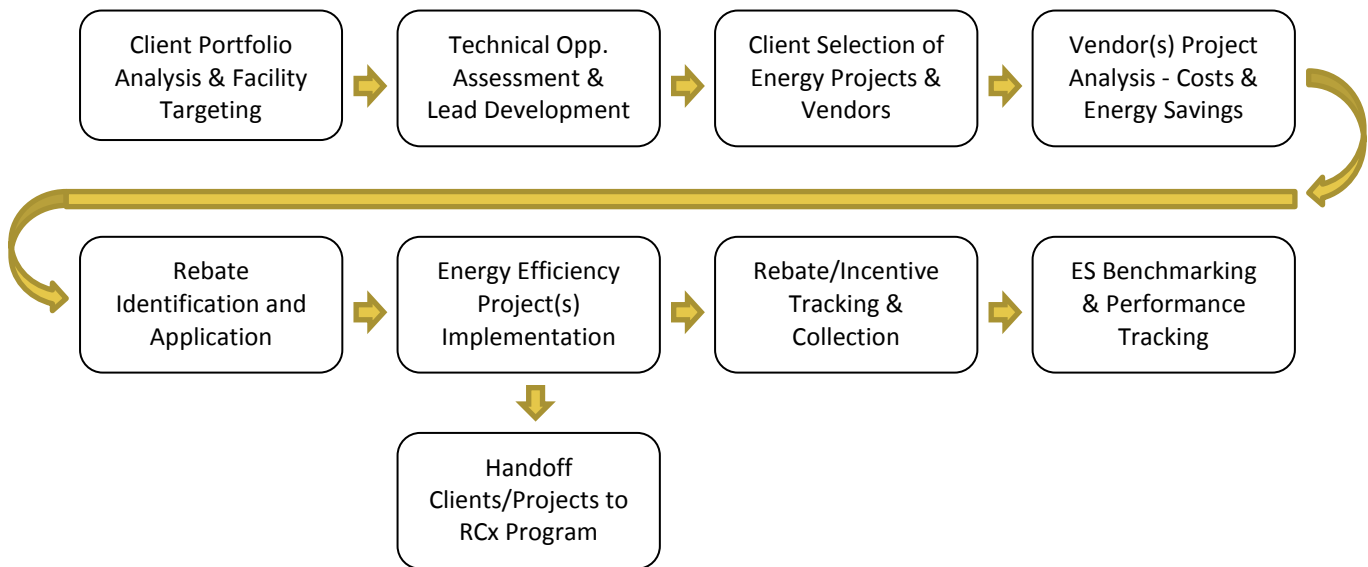 Client Portfolio
Analysis & Facility
Targeting
Technical Opp.
Assessment &
Lead Development
Client Selection of
Energy Projects &
Vendors
Vendor(s) Project
Analysis - Costs &
Energy Savings
Rebate
Identification and
Application
Energy Efficiency
Project(s)
Implementation
Rebate/Incentive
Tracking &
Collection
ES Benchmarking
& Performance
Tracking
Handoff
Clients/Projects to
RCx Program